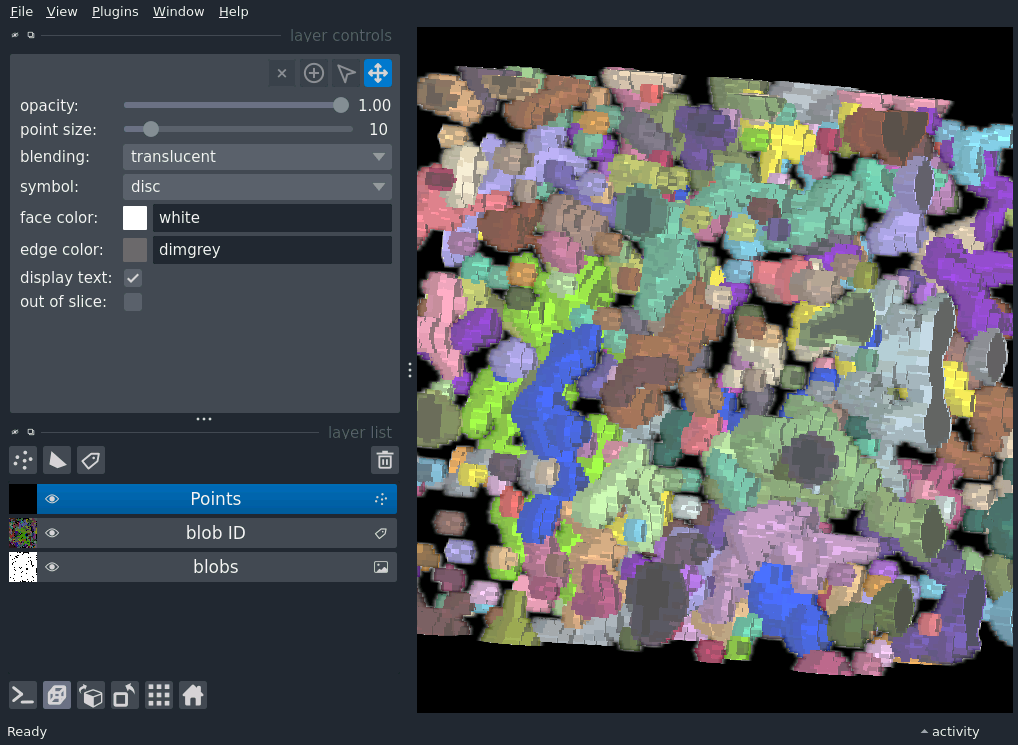 File View Plugins Window Help
layer controls
opacity: 1.00
point size: 10
blending: translucent
symbol: disc
face color: white
edge color: dimgrey
display text:
out of slice:
layer list
Points
blob ID
blobs
Ready
activity